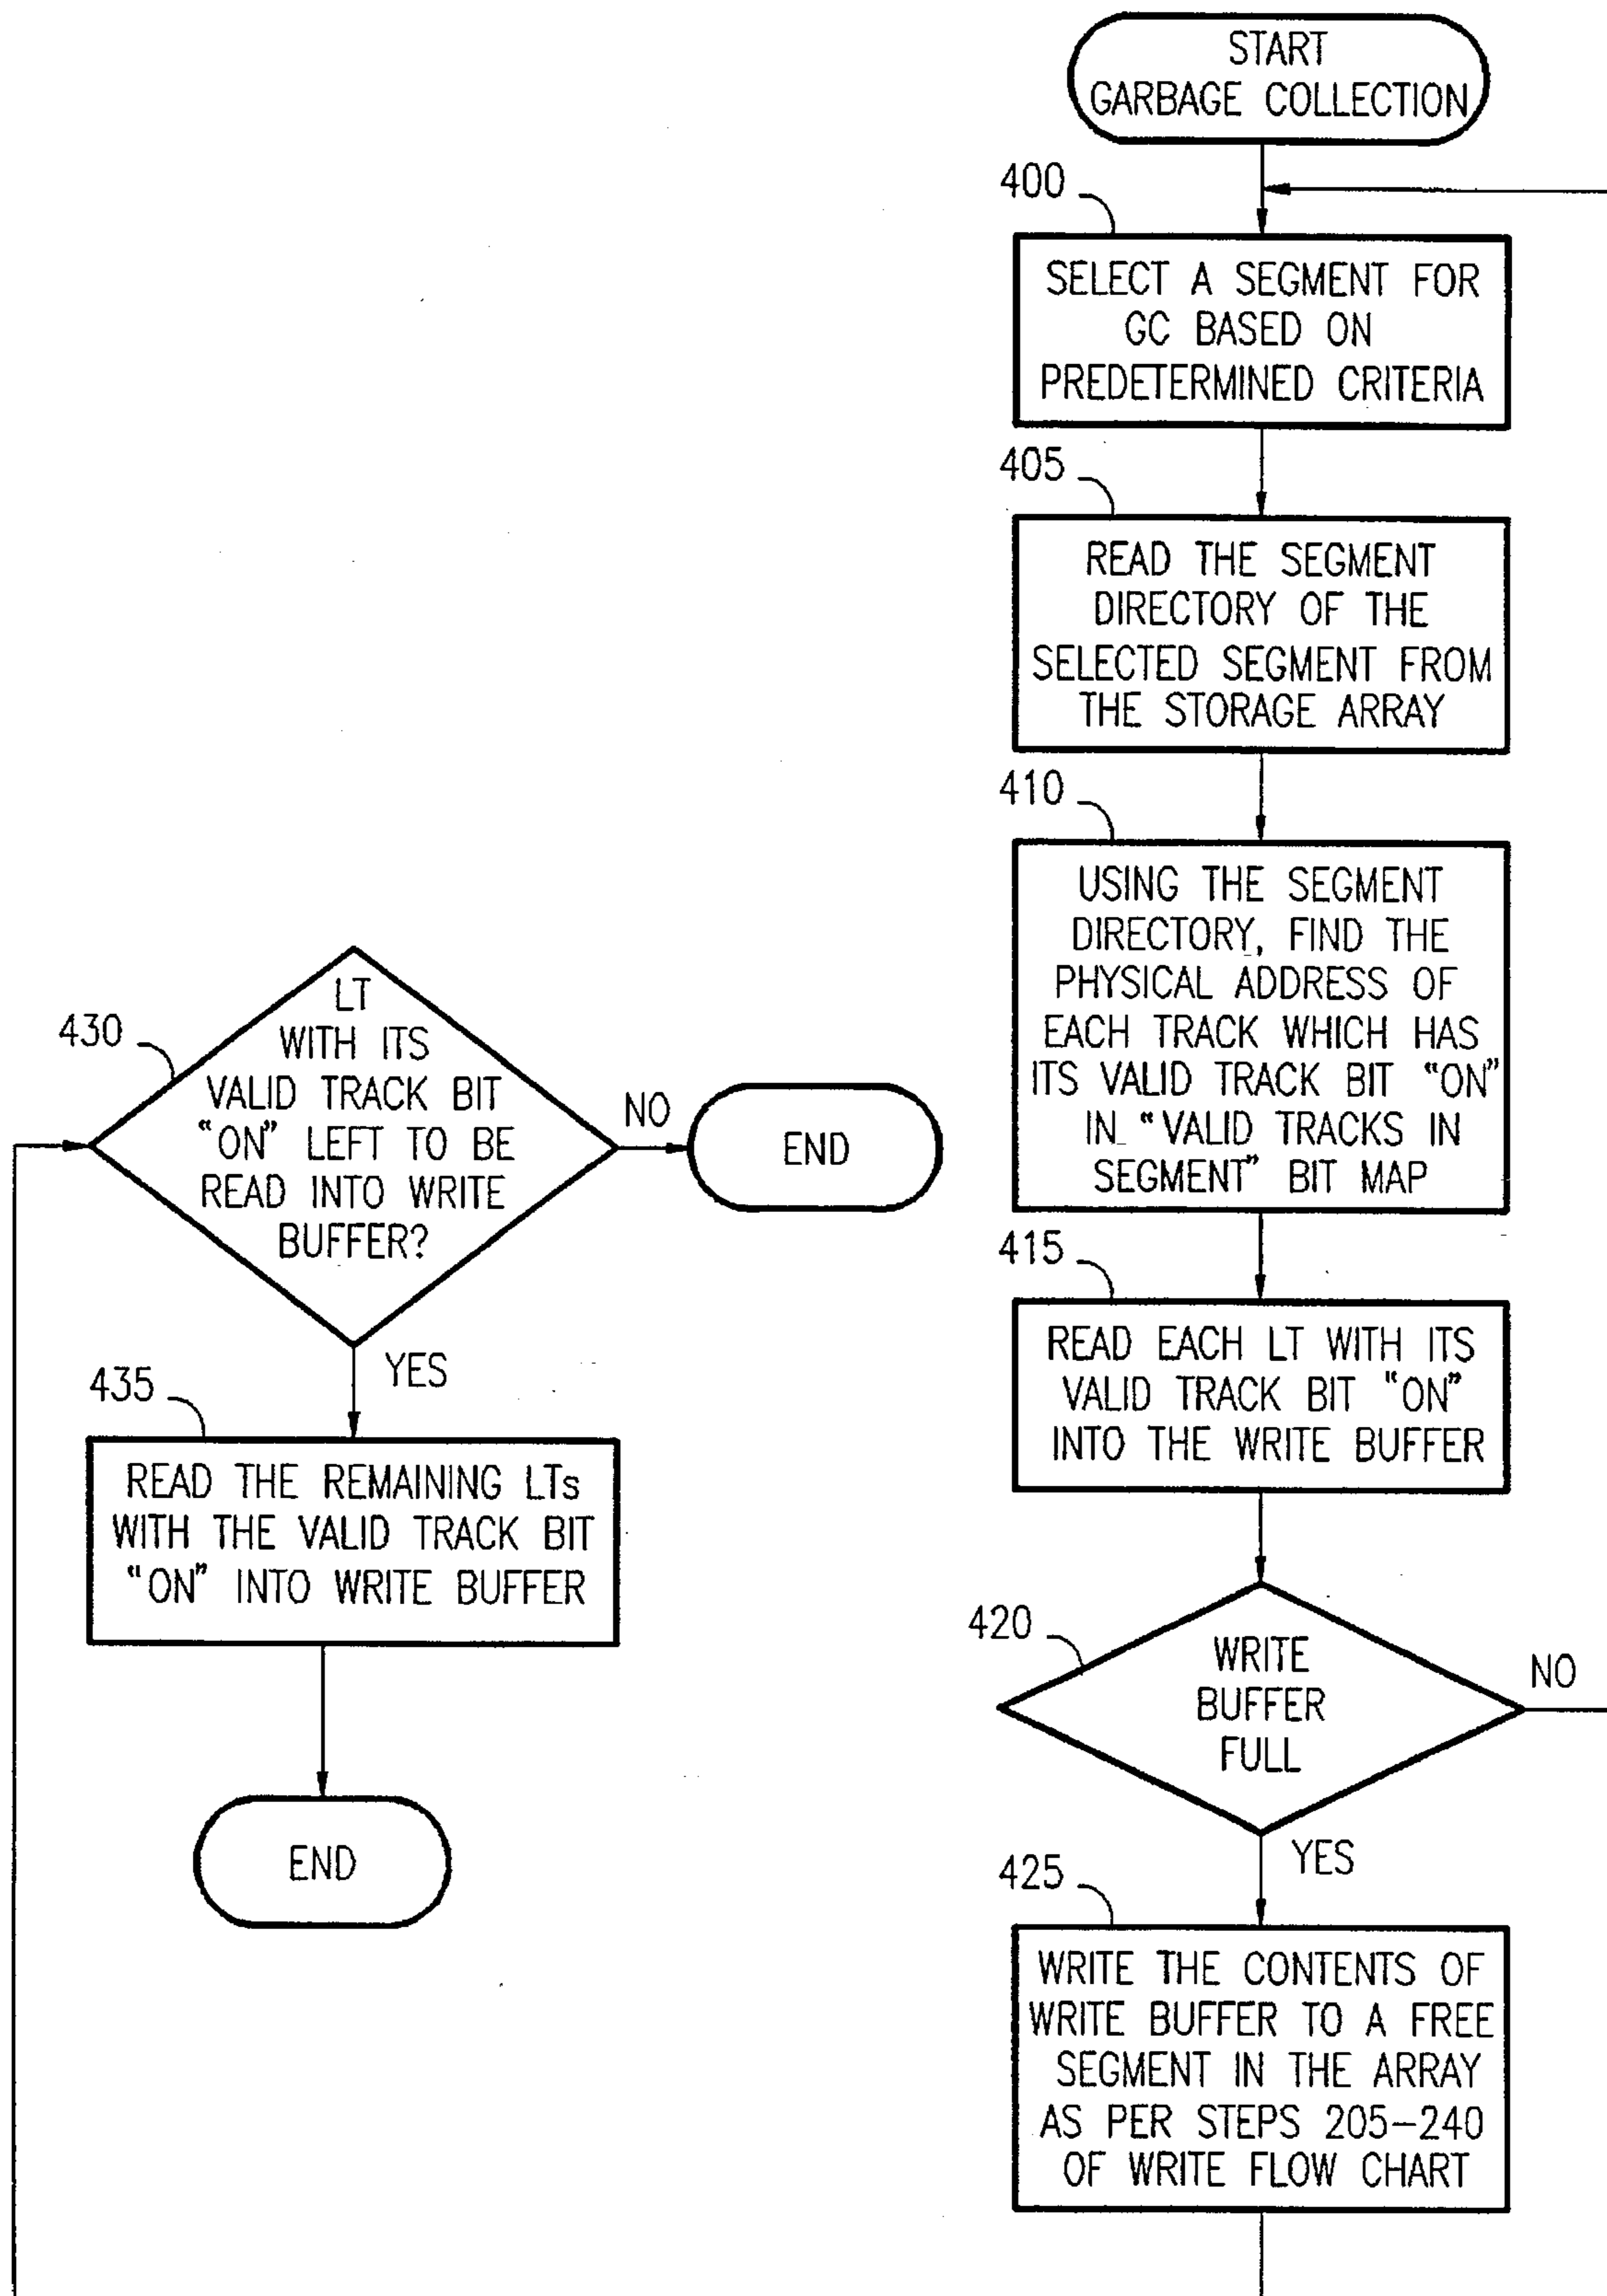 START
GARBAGE COLLECTION
400
SELECT A SEGMENT FOR
GC BASED ON
PREDETERMINED CRITERIA
405
READ THE SEGMENT
DIRECTORY OF THE
SELECTED SEGMENT FROM
THE STORAGE ARRAY
410
USING THE SEGMENT
DIRECTORY, FIND THE
PHYSICAL ADDRESS OF
EACH TRACK WHICH HAS
ITS VALID TRACK BIT "ON"
IN "VALID TRACKS IN
SEGMENT" BIT MAP
415
READ EACH LT WITH ITS
VALID TRACK BIT "ON"
INTO THE WRITE BUFFER
420
WRITE
BUFFER
FULL
NO
YES
425
WRITE THE CONTENTS OF
WRITE BUFFER TO A FREE
SEGMENT IN THE ARRAY
AS PER STEPS 205-240
OF WRITE FLOW CHART
430
LT
WITH ITS
VALID TRACK BIT
"ON" LEFT TO BE
READ INTO WRITE
BUFFER?
NO
END
YES
435
READ THE REMAINING LTs
WITH THE VALID TRACK BIT
"ON" INTO WRITE BUFFER
END